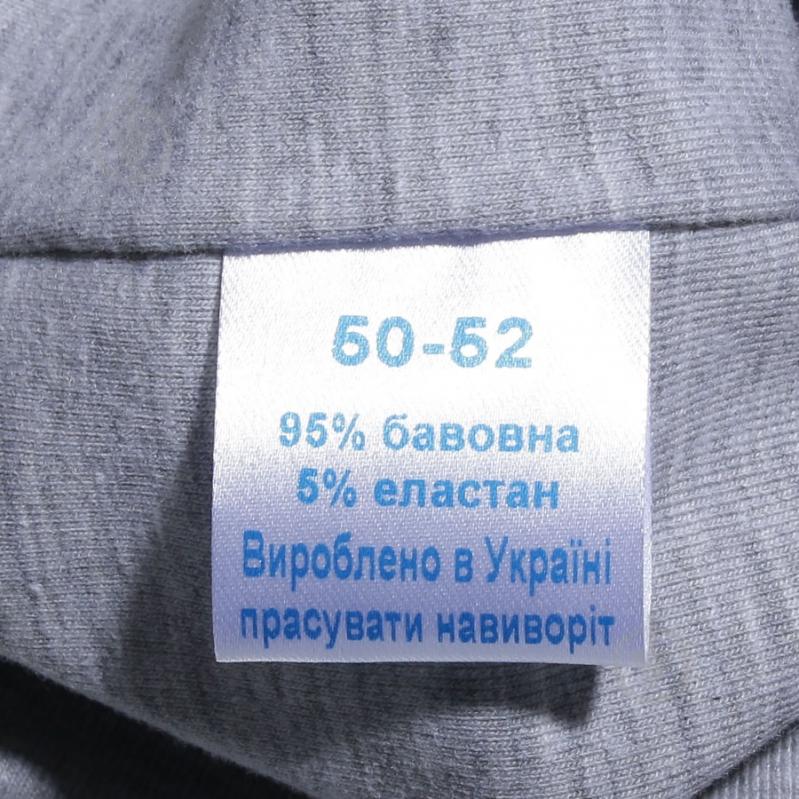 50-52
95% бавовна
5% еластан
Вироблено в Україні
прасувати навиворіт